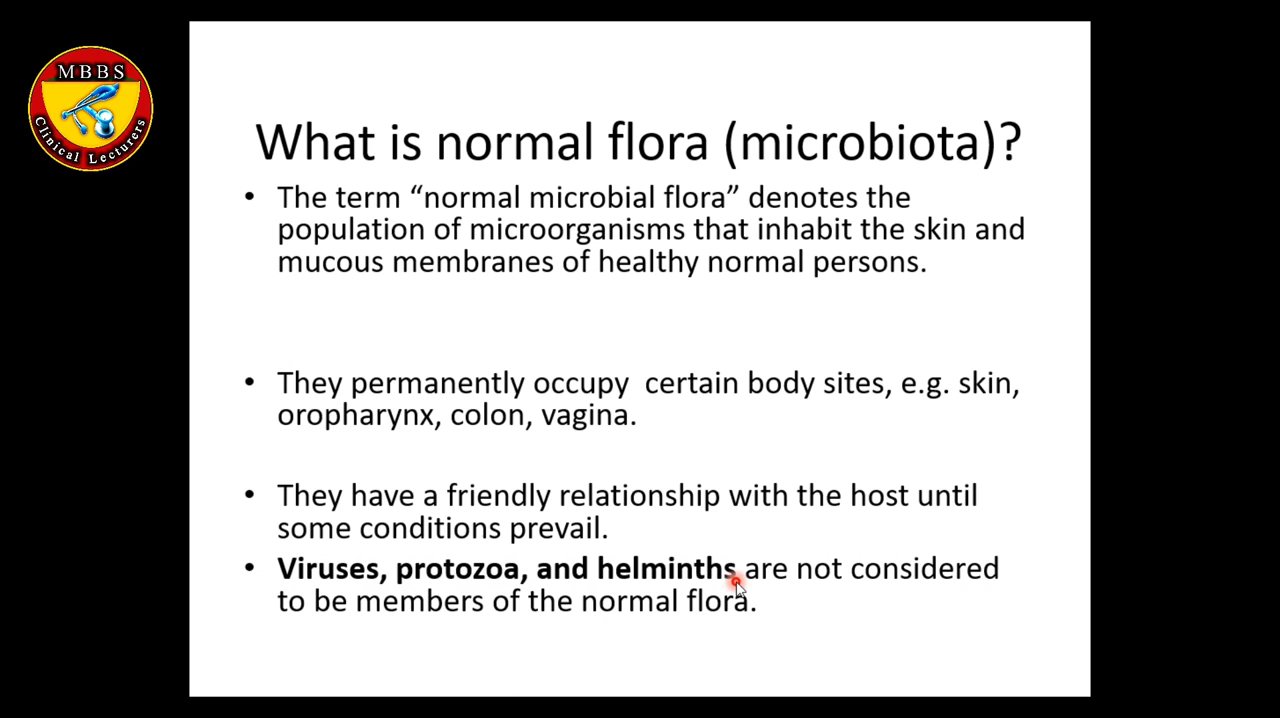 MBBS
Clinical Lecturers
What is normal flora (microbiota)?
• The term “normal microbial flora” denotes the
population of microorganisms that inhabit the skin and
mucous membranes of healthy normal persons.
• They permanently occupy certain body sites, e.g. skin,
oropharynx, colon, vagina.
• They have a friendly relationship with the host until
some conditions prevail.
• Viruses, protozoa, and helminths are not considered
to be members of the normal flora.